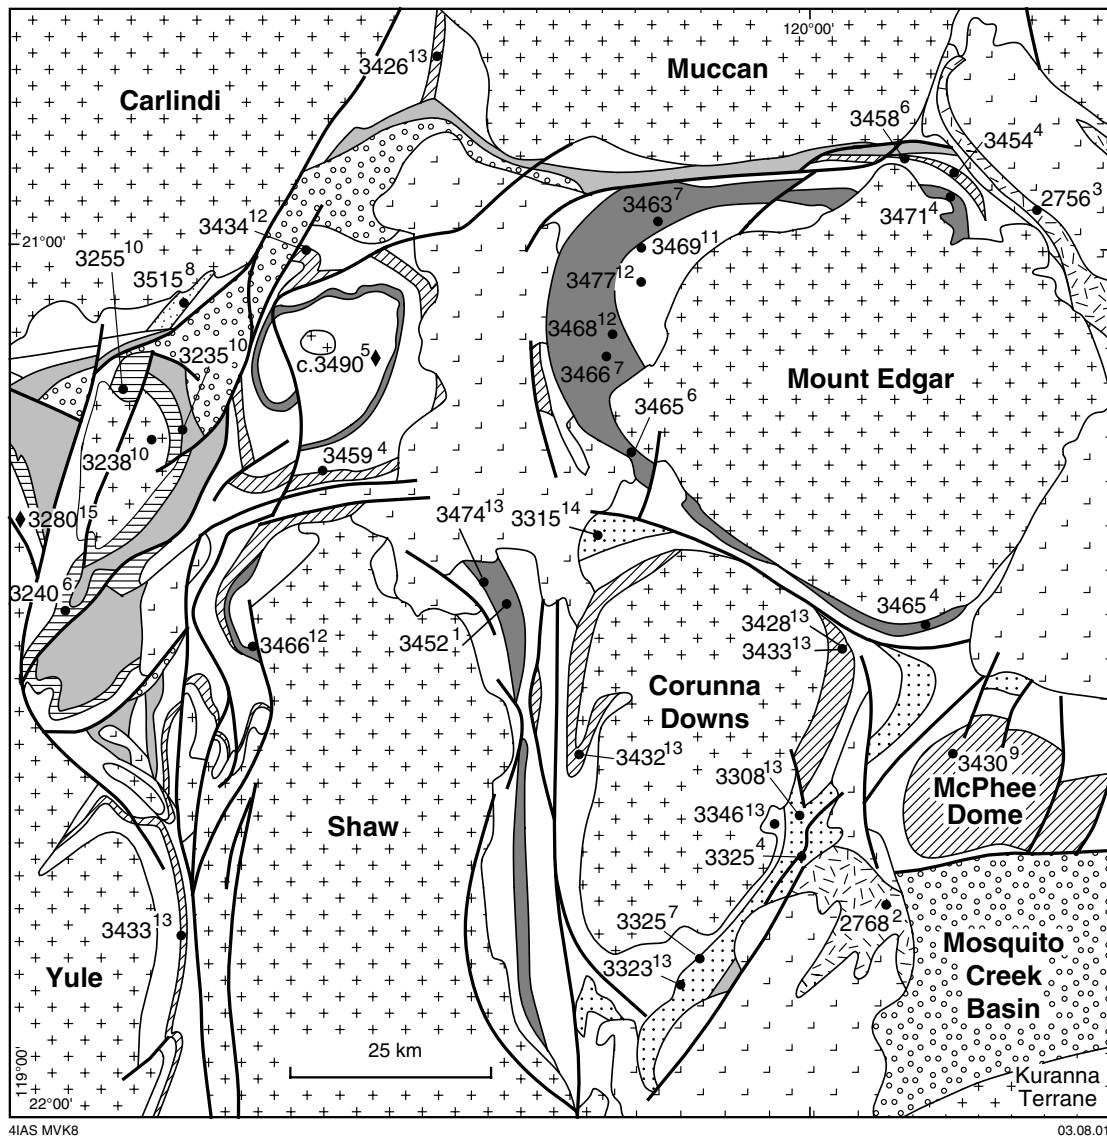 120°00'
3426¹³
Muccan
Carlindi
3458⁶
3454⁴
3463⁷
3471⁴
2756³
3434¹²
21°00'
3469¹¹
3255¹⁰
3515⁸
3477¹²
3468¹²
3235¹⁰
c.3490⁵
3466⁷
Mount Edgar
3465⁶
3459⁴
3238¹⁰
3280¹⁵
3474¹³
3315¹⁴
3240⁶
3465⁴
3428¹³
3466¹²
3452¹
3433¹³
Corunna
Downs
3432¹³
3430⁹
3308¹³
McPhee
Dome
3346¹³
Shaw
3325⁴
3325⁷
2768²
3433¹³
Mosquito
Creek
Basin
3323¹³
Yule
25 km
119°00'
22°00'
Kuranna
Terrane
4IAS MVK8
03.08.01